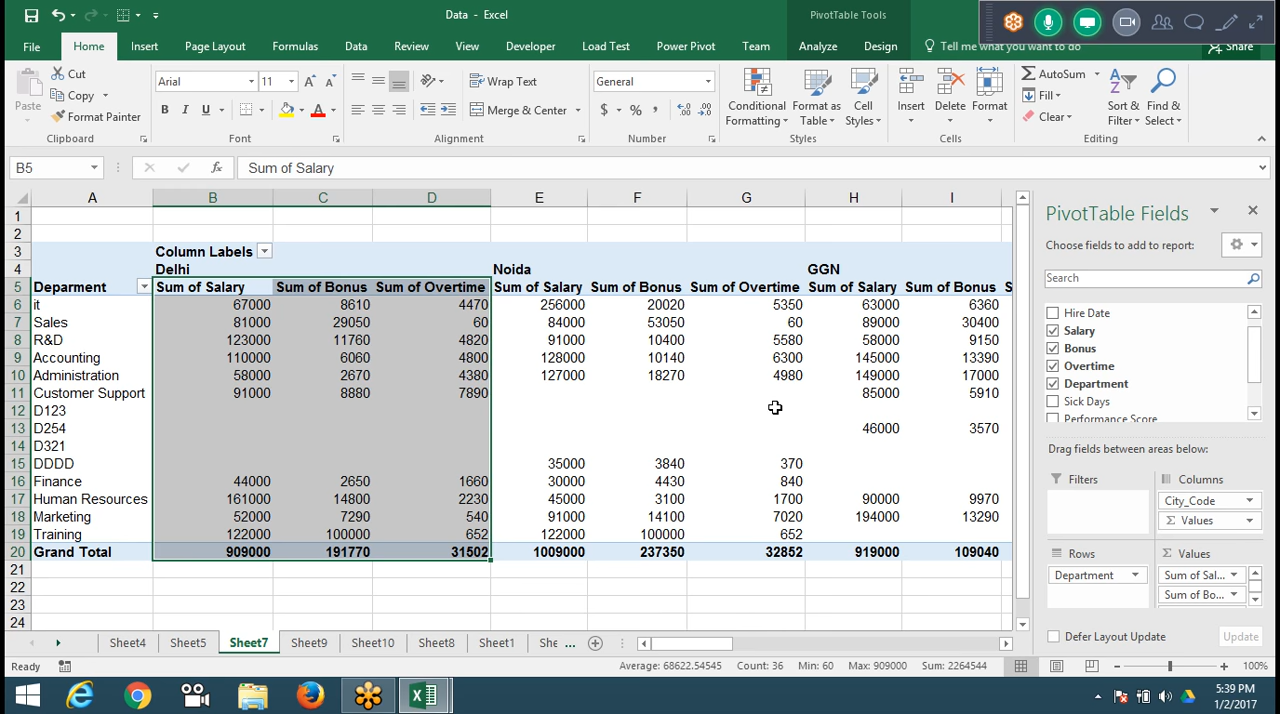 Data - Excel
PivotTable Tools
File Home Insert Page Layout Formulas Data Review View Developer Load Test Power Pivot Team Analyze Design Tell me what you want to do Share
Paste
Cut
Copy
Format Painter
Clipboard
Arial 11
B I U
Font
Wrap Text
Merge & Center
Alignment
General
$ % ,
Number
Conditional Formatting
Format as Table
Cell Styles
Styles
Insert Delete Format
Cells
AutoSum
Fill
Clear
Sort & Filter
Find & Select
Editing
B5 fx Sum of Salary
A B C D E F G H I
1
2
3 Column Labels
4 Delhi Noida GGN
5 Deparment Sum of Salary Sum of Bonus Sum of Overtime Sum of Salary Sum of Bonus Sum of Overtime Sum of Salary Sum of Bonus S
6 it 67000 8610 4470 256000 20020 5350 63000 6360
7 Sales 81000 29050 60 84000 53050 60 89000 30400
8 R&D 123000 11760 4820 91000 10400 5580 58000 9150
9 Accounting 110000 6060 4800 128000 10140 6300 145000 13390
10 Administration 58000 2670 4380 127000 18270 4980 149000 17000
11 Customer Support 91000 8880 7890 85000 5910
12 D123
13 D254 46000 3570
14 D321
15 DDDD 35000 3840 370
16 Finance 44000 2650 1660 30000 4430 840
17 Human Resources 161000 14800 2230 45000 3100 1700 90000 9970
18 Marketing 52000 7290 540 91000 14100 7020 194000 13290
19 Training 122000 100000 652 122000 100000 652
20 Grand Total 909000 191770 31502 1009000 237350 32852 919000 109040
21
22
23
24
PivotTable Fields
Choose fields to add to report:
Search
Hire Date
Salary
Bonus
Overtime
Department
Sick Days
Performance Score
Drag fields between areas below:
Filters
Columns
City_Code
Σ Values
Rows
Department
Σ Values
Sum of Sal...
Sum of Bo...
Defer Layout Update Update
Sheet4 Sheet5 Sheet7 Sheet9 Sheet10 Sheet8 Sheet1 She ...
Ready Average: 68622.54545 Count: 36 Min: 60 Max: 909000 Sum: 2264544 100%
5:39 PM
1/2/2017